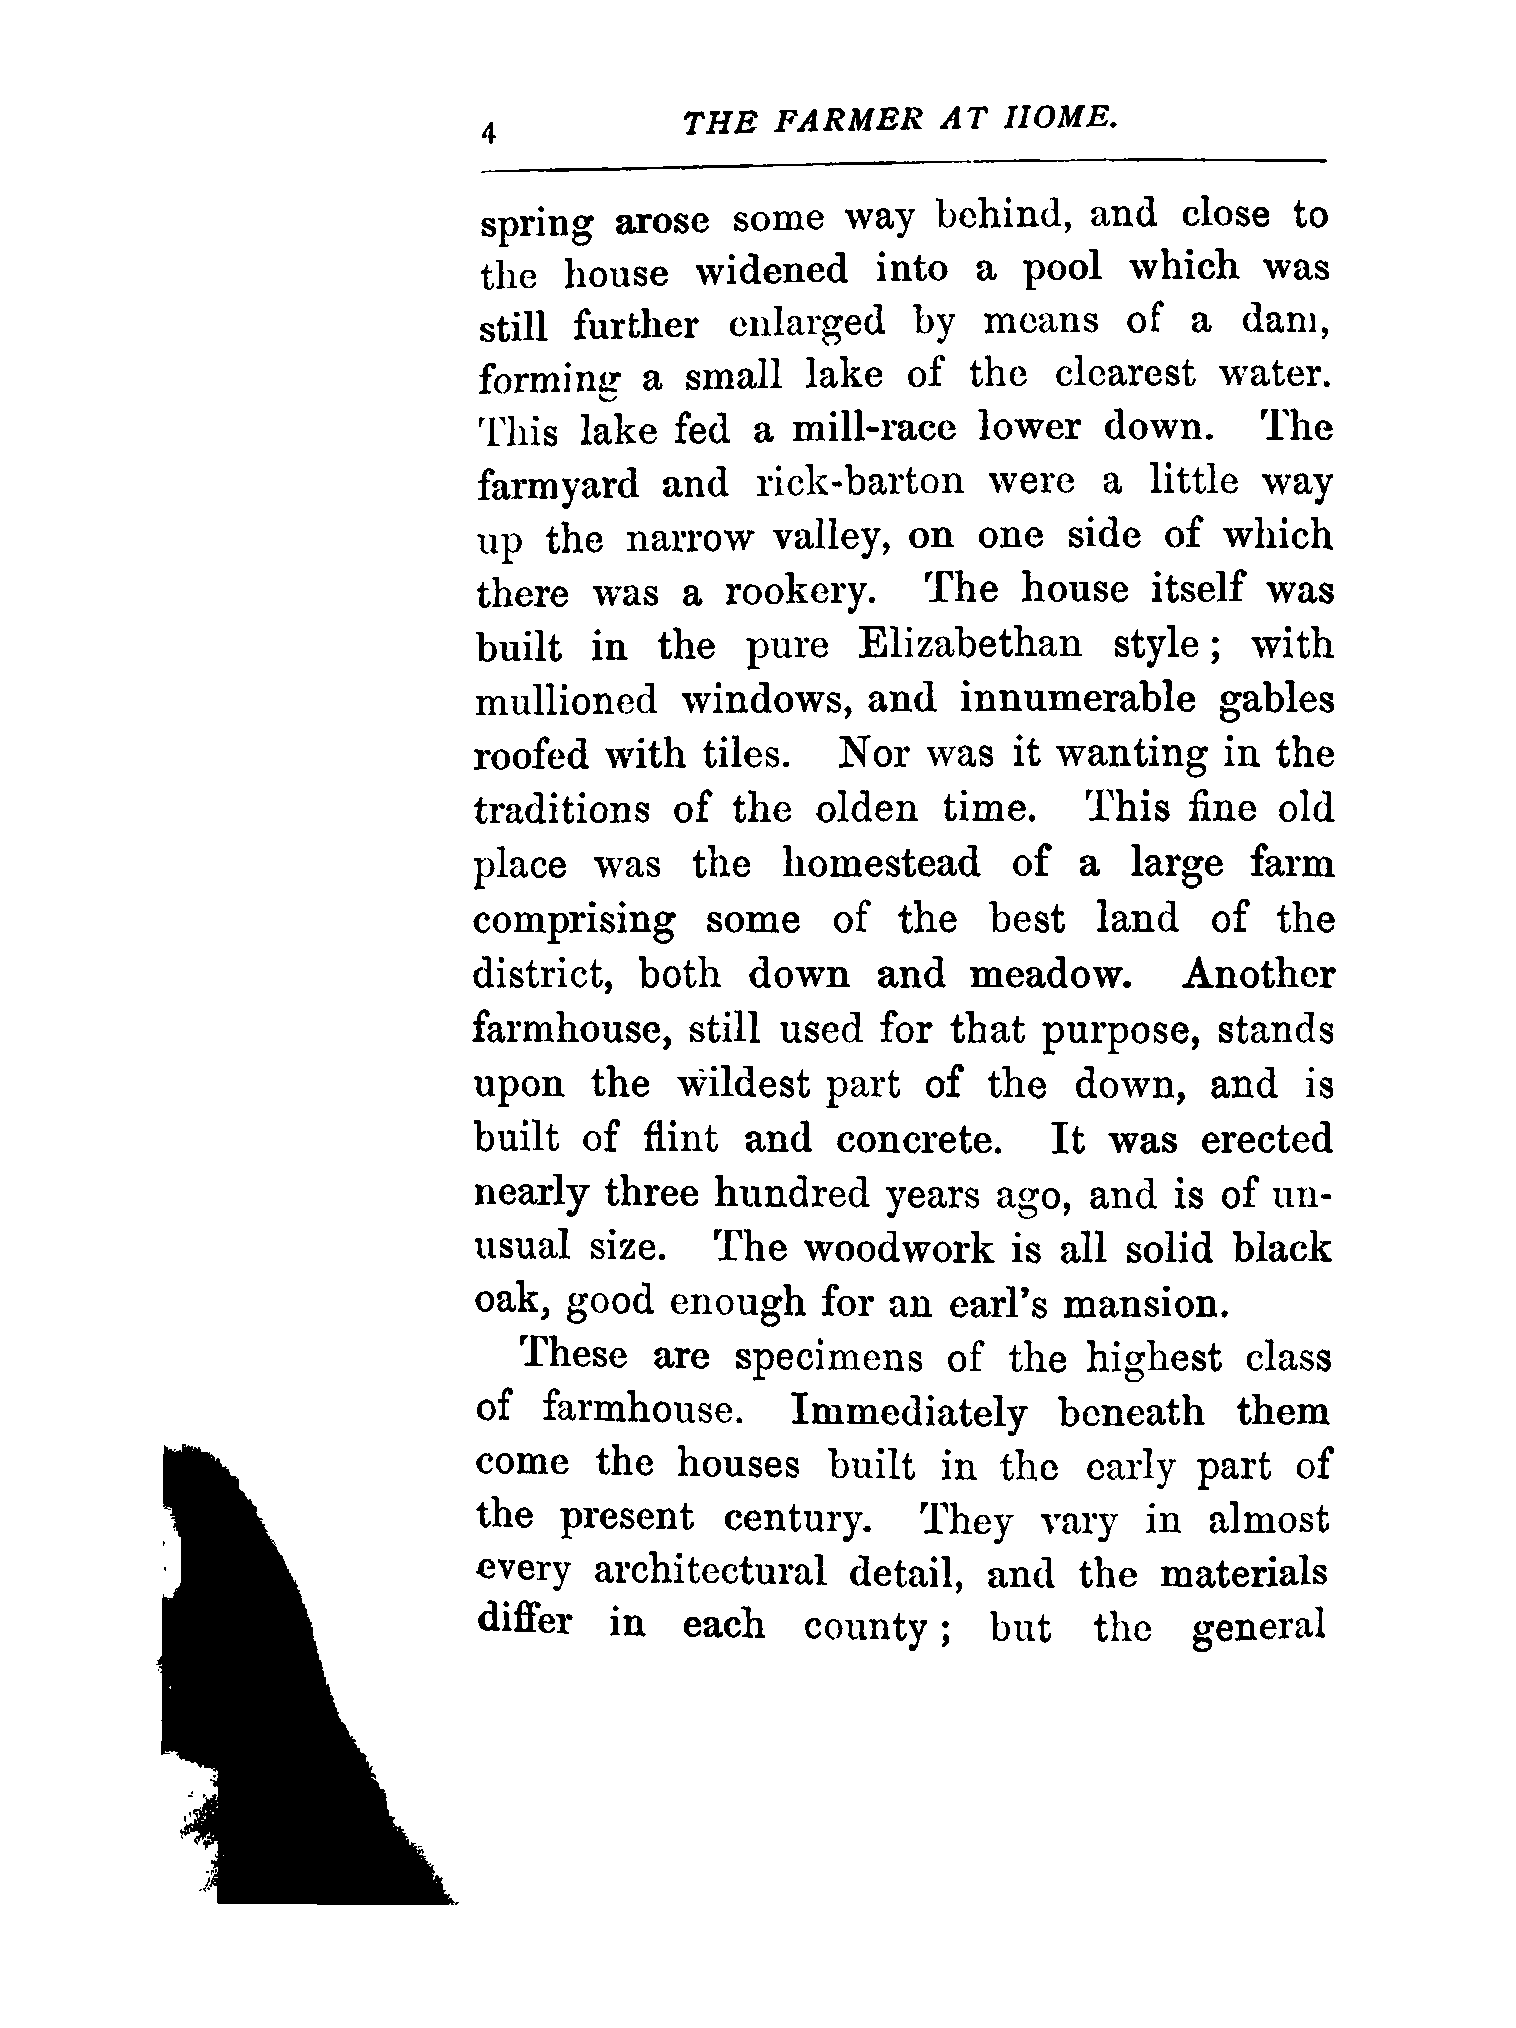 4 THE FARMER AT HOME.
spring arose some way behind, and close to
the house widened into a pool which was
still further enlarged by means of a dam,
forming a small lake of the clearest water.
This lake fed a mill-race lower down. The
farmyard and rick-barton were a little way
up the narrow valley, on one side of which
there was a rookery. The house itself was
built in the pure Elizabethan style; with
mullioned windows, and innumerable gables
roofed with tiles. Nor was it wanting in the
traditions of the olden time. This fine old
place was the homestead of a large farm
comprising some of the best land of the
district, both down and meadow. Another
farmhouse, still used for that purpose, stands
upon the wildest part of the down, and is
built of flint and concrete. It was erected
nearly three hundred years ago, and is of un-
usual size. The woodwork is all solid black
oak, good enough for an earl's mansion.
These are specimens of the highest class
of farmhouse. Immediately beneath them
come the houses built in the early part of
the present century. They vary in almost
every architectural detail, and the materials
differ in each county; but the general